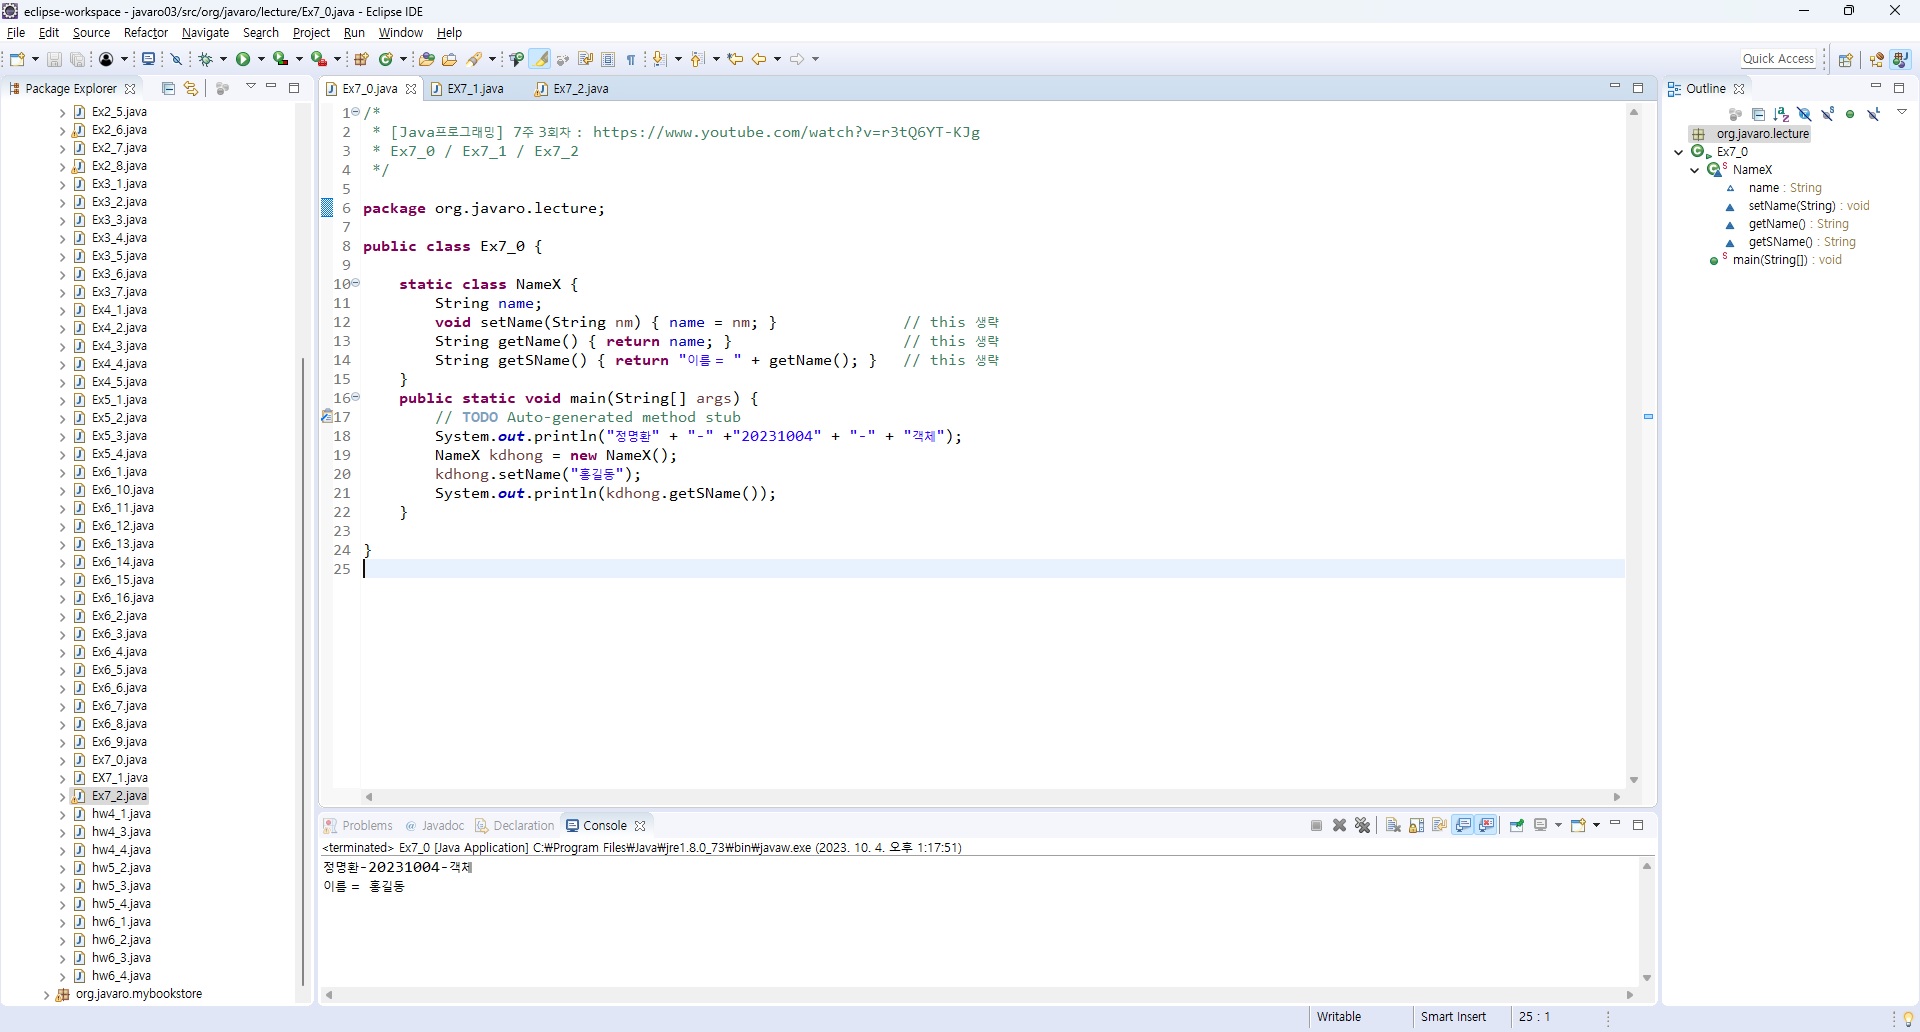 eclipse-workspace - javaro03/src/org/javaro/lecture/Ex7_0.java - Eclipse IDE
File Edit Source Refactor Navigate Search Project Run Window Help
Quick Access
Package Explorer
Ex2_5.java
Ex2_6.java
Ex2_7.java
Ex2_8.java
Ex3_1.java
Ex3_2.java
Ex3_3.java
Ex3_4.java
Ex3_5.java
Ex3_6.java
Ex3_7.java
Ex4_1.java
Ex4_2.java
Ex4_3.java
Ex4_4.java
Ex4_5.java
Ex5_1.java
Ex5_2.java
Ex5_3.java
Ex5_4.java
Ex6_1.java
Ex6_10.java
Ex6_11.java
Ex6_12.java
Ex6_13.java
Ex6_14.java
Ex6_15.java
Ex6_16.java
Ex6_2.java
Ex6_3.java
Ex6_4.java
Ex6_5.java
Ex6_6.java
Ex6_7.java
Ex6_8.java
Ex6_9.java
Ex7_0.java
EX7_1.java
Ex7_2.java
hw4_1.java
hw4_3.java
hw4_4.java
hw5_2.java
hw5_3.java
hw5_4.java
hw6_1.java
hw6_2.java
hw6_3.java
hw6_4.java
org.javaro.mybookstore
Ex7_0.java EX7_1.java Ex7_2.java
1 /*
2  * [Java프로그래밍] 7주 3회차 : https://www.youtube.com/watch?v=r3tQ6YT-KJg
3  * Ex7_0 / Ex7_1 / Ex7_2
4  */
5
6 package org.javaro.lecture;
7
8 public class Ex7_0 {
9
10     static class NameX {
11         String name;
12         void setName(String nm) { name = nm; }              // this 생략
13         String getName() { return name; }                   // this 생략
14         String getSName() { return "이름 = " + getName(); }   // this 생략
15     }
16     public static void main(String[] args) {
17         // TODO Auto-generated method stub
18         System.out.println("정명환" + "-" +"20231004" + "-" + "객체");
19         NameX kdhong = new NameX();
20         kdhong.setName("홍길동");
21         System.out.println(kdhong.getSName());
22     }
23
24 }
25
Problems Javadoc Declaration Console
<terminated> Ex7_0 [Java Application] C:₩Program Files₩Java₩jre1.8.0_73₩bin₩javaw.exe (2023. 10. 4. 오후 1:17:51)
정명환-20231004-객체
이름 = 홍길동
Outline
org.javaro.lecture
Ex7_0
NameX
name : String
setName(String) : void
getName() : String
getSName() : String
main(String[]) : void
Writable Smart Insert 25 : 1